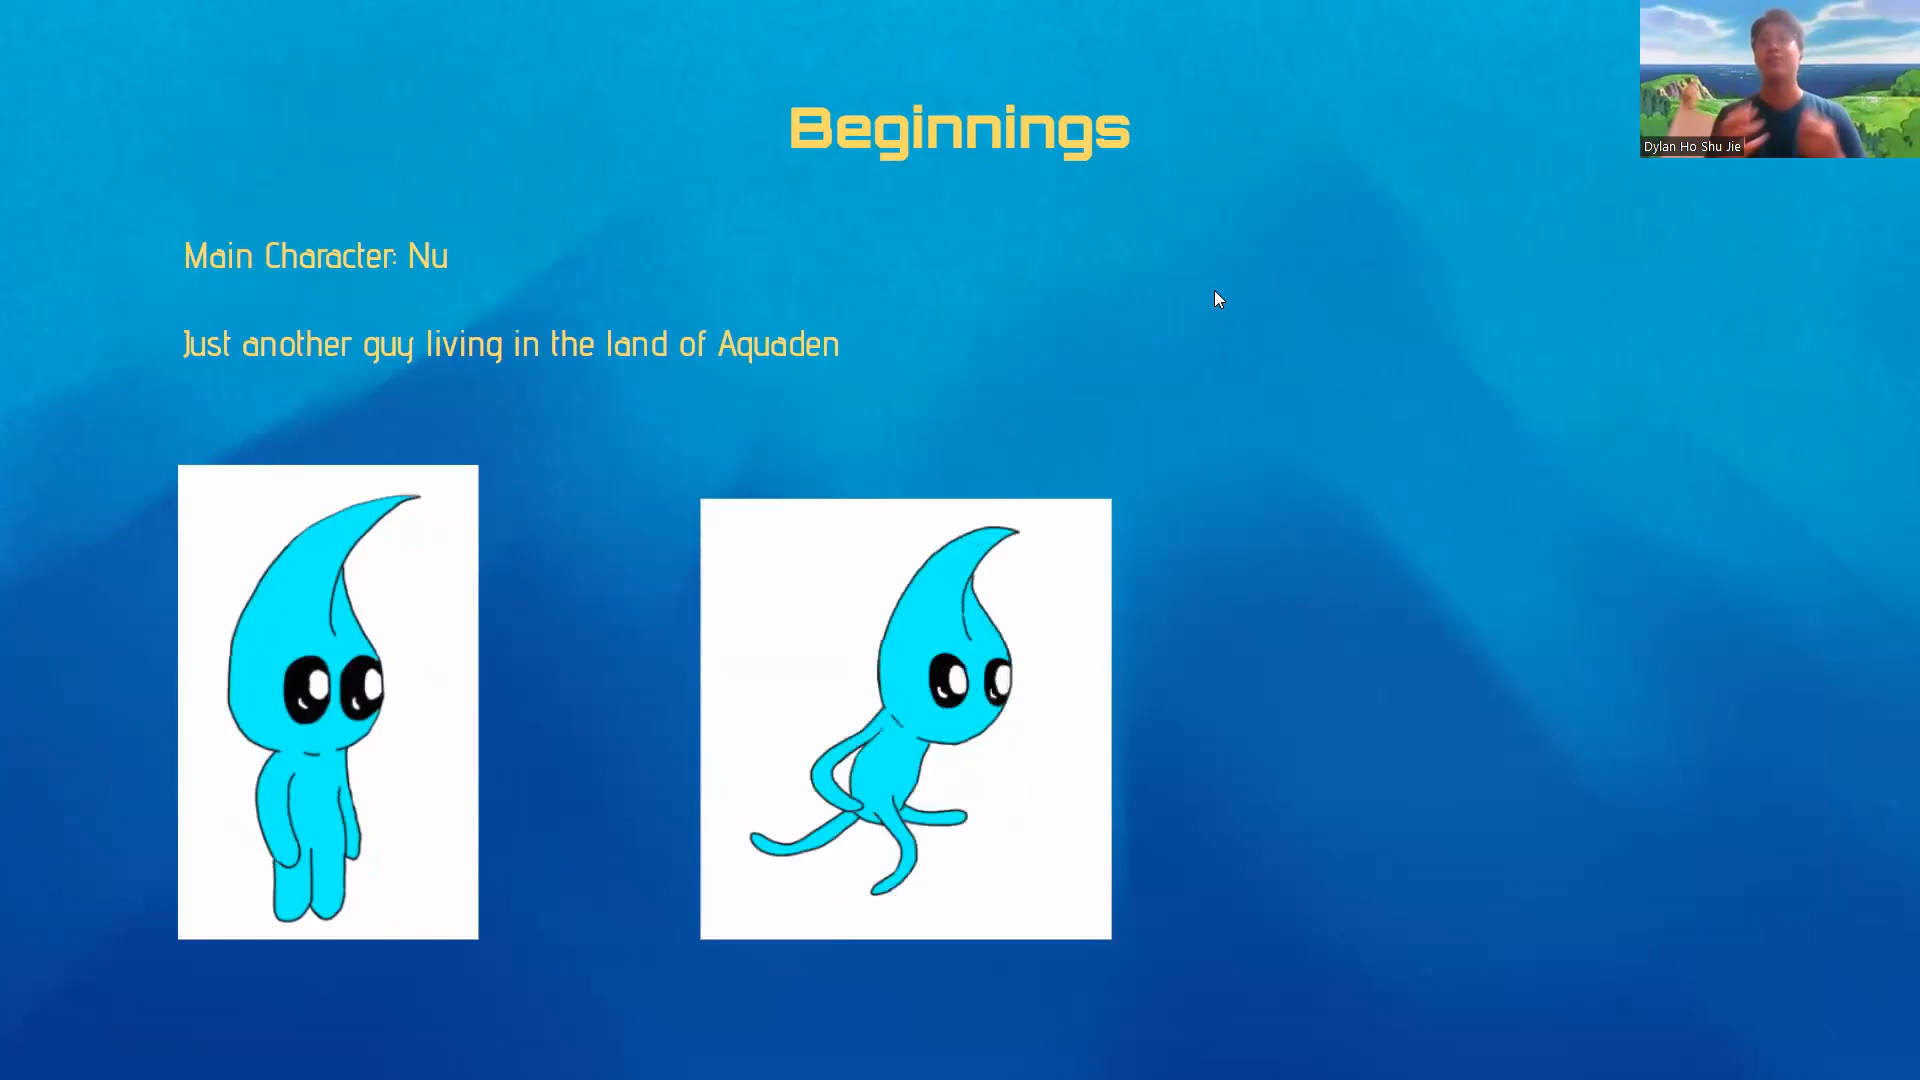 Beginnings
Dylan Ho Shu Jie
Main Character: Nu
Just another guy living in the land of Aquaden